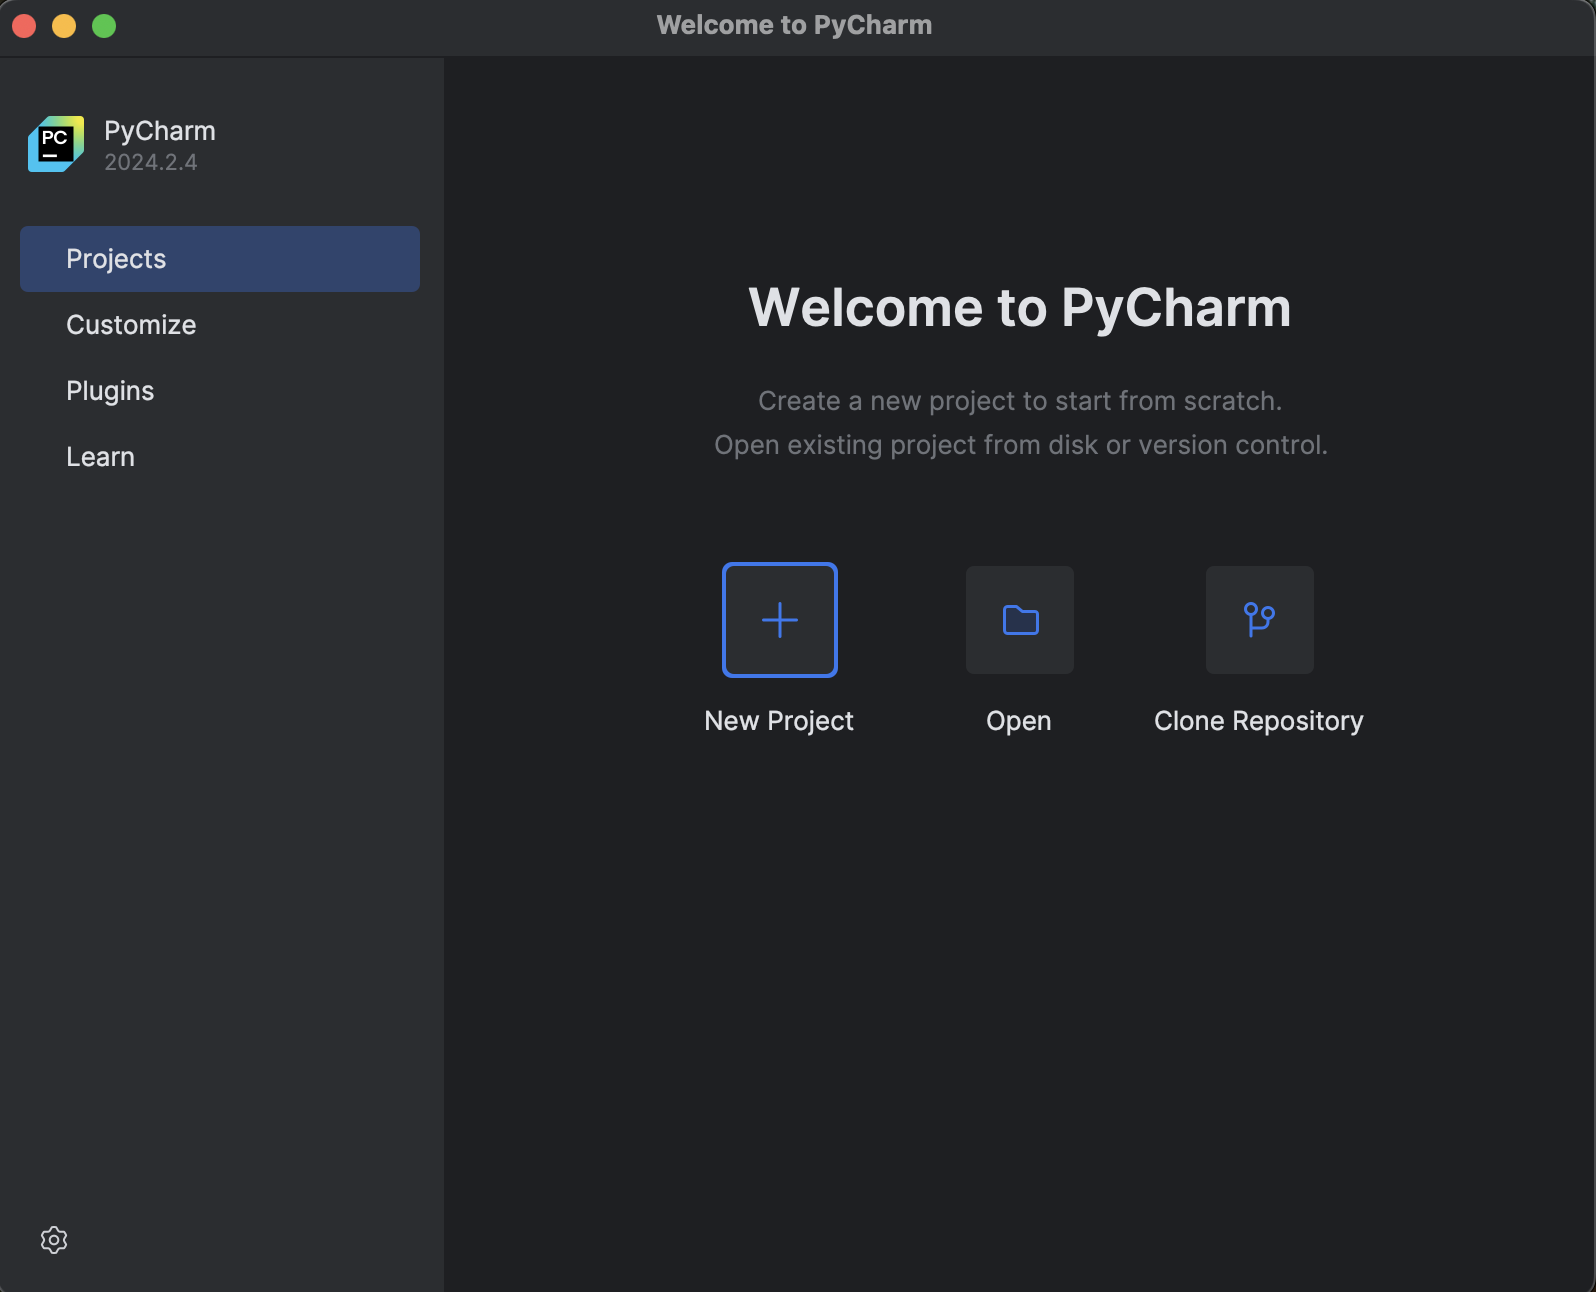 Welcome to PyCharm
PC
PyCharm
2024.2.4
Projects
Customize
Plugins
Learn
Welcome to PyCharm
Create a new project to start from scratch.
Open existing project from disk or version control.
New Project
Open
Clone Repository